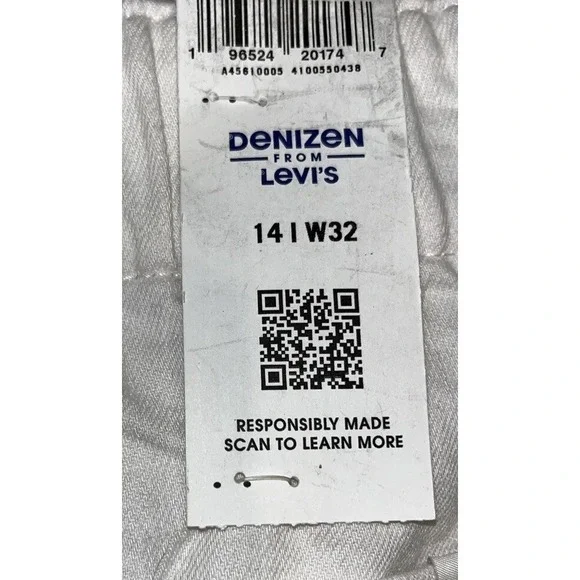 1 96524 20174 7
A45610005 4100550438
DENIZEN
FROM
LEVI'S
14 | W32
RESPONSIBLY MADE
SCAN TO LEARN MORE